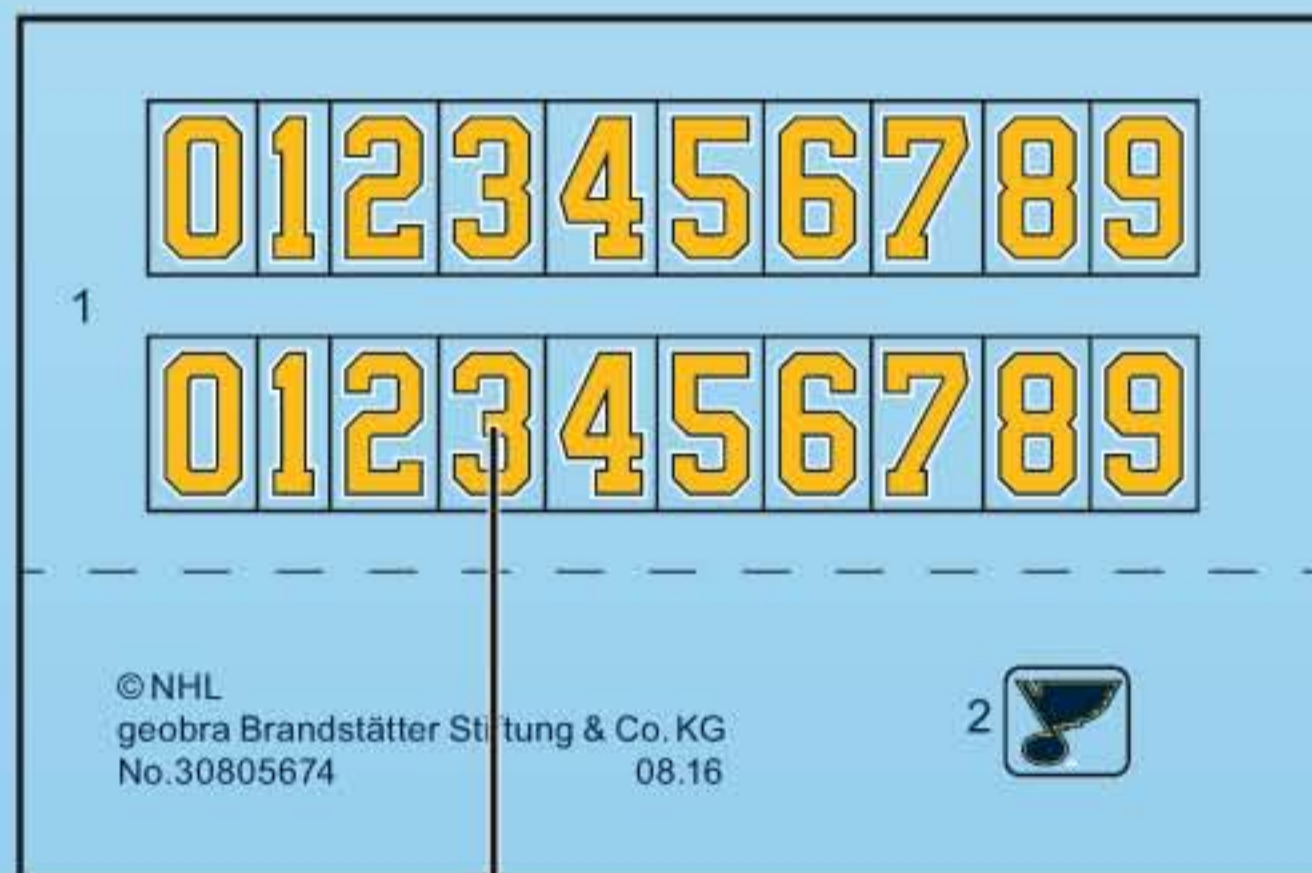 0123456789
1
0123456789
© NHL
geobra Brandstätter Stiftung & Co. KG
No.30805674 08.16
2